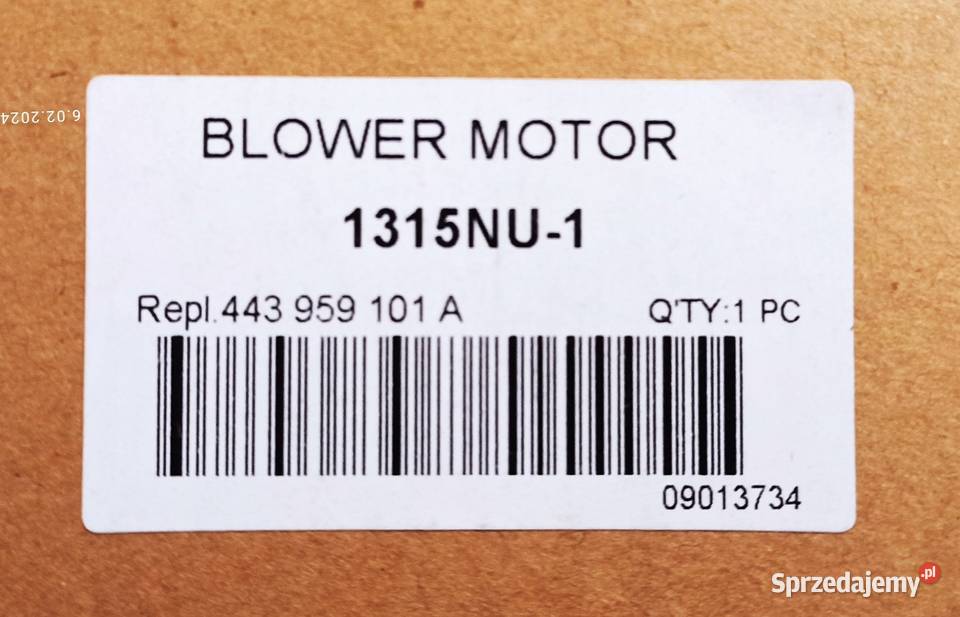 6.02.2024
BLOWER MOTOR
1315NU-1
Repl.443 959 101 A Q'TY:1 PC
09013734
Sprzedajemy.pl